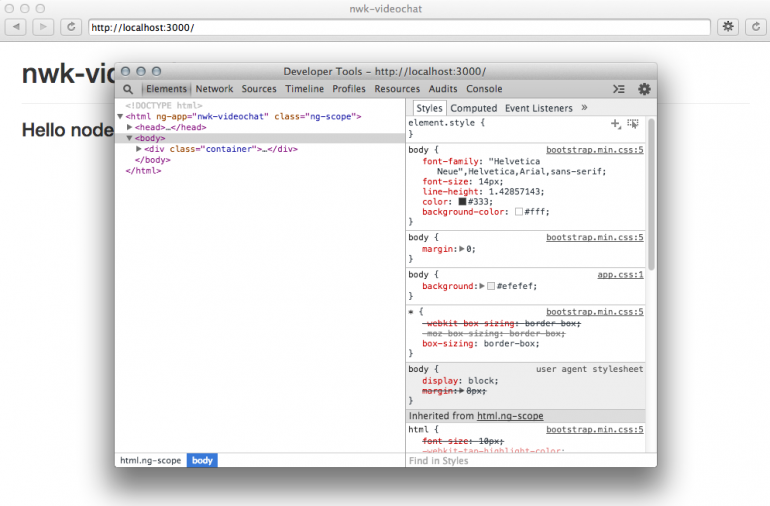 nwk-videochat
http://localhost:3000/
nwk-vid
Hello node
Developer Tools - http://localhost:3000/
Elements Network Sources Timeline Profiles Resources Audits Console
<!DOCTYPE html>
<html ng-app="nwk-videochat" class="ng-scope">
<head>…</head>
<body>
<div class="container">…</div>
</body>
</html>
html.ng-scope body
Styles Computed Event Listeners »
element.style {
}
body { bootstrap.min.css:5
font-family: "Helvetica
Neue",Helvetica,Arial,sans-serif;
font-size: 14px;
line-height: 1.42857143;
color: #333;
background-color: #fff;
}
body { bootstrap.min.css:5
margin: 0;
}
body { app.css:1
background: #efefef;
}
* { bootstrap.min.css:5
-webkit-box-sizing: border-box;
-moz-box-sizing: border-box;
box-sizing: border-box;
}
body { user agent stylesheet
display: block;
margin: 8px;
}
Inherited from html.ng-scope
html { bootstrap.min.css:5
font-size: 10px;
-webkit-tap-highlight-color:
Find in Styles